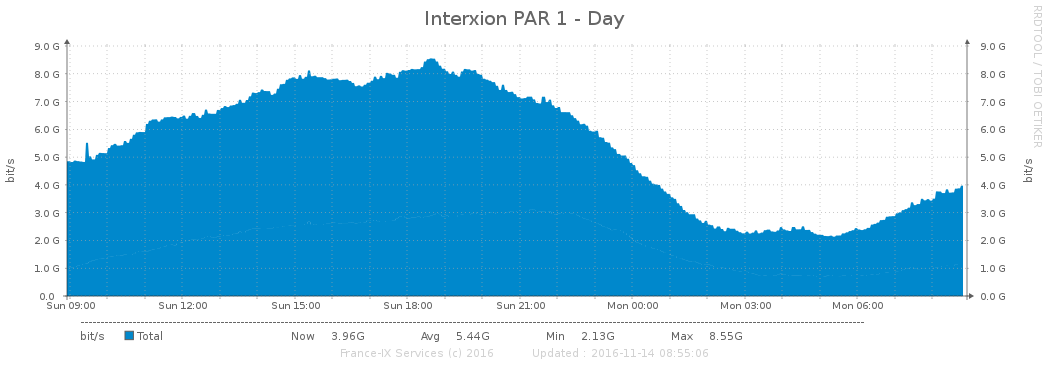 Interxion PAR 1 - Day
RRDTOOL / TOBI OETIKER
bit/s
9.0 G 9.0 G
8.0 G 8.0 G
7.0 G 7.0 G
6.0 G 6.0 G
5.0 G 5.0 G
4.0 G 4.0 G
3.0 G 3.0 G
2.0 G 2.0 G
1.0 G 1.0 G
0.0 0.0 G
bit/s
Sun 09:00 Sun 12:00 Sun 15:00 Sun 18:00 Sun 21:00 Mon 00:00 Mon 03:00 Mon 06:00
bit/s Total Now 3.96G Avg 5.44G Min 2.13G Max 8.55G
France-IX Services (c) 2016 Updated : 2016-11-14 08:55:06